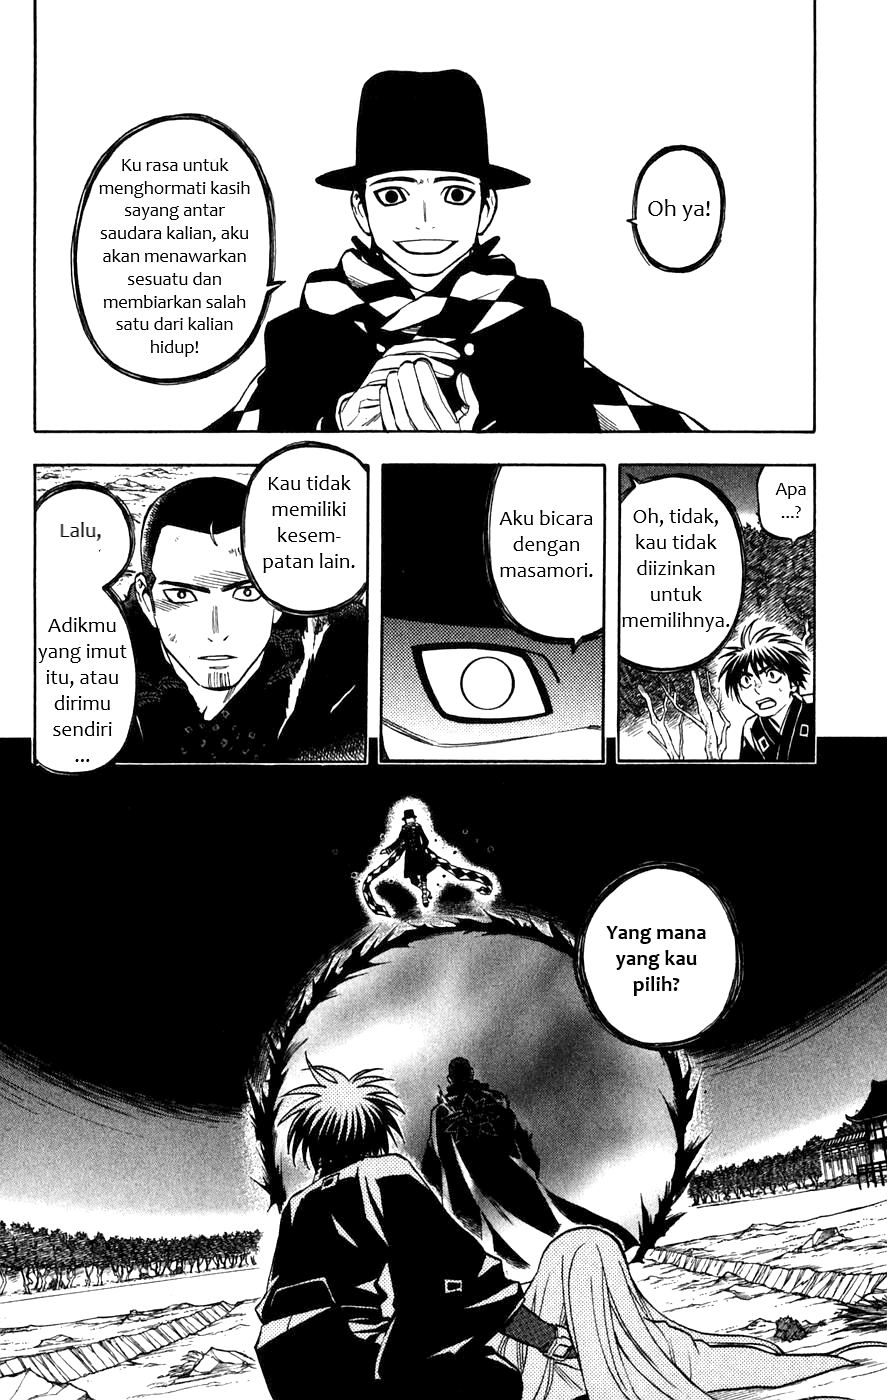 Oh ya!
Ku rasa untuk
menghormati kasih
sayang antar
saudara kalian, aku
akan menawarkan
sesuatu dan
membiarkan salah
satu dari kalian
hidup!
Apa
...?
Oh, tidak,
kau tidak
diizinkan
untuk
memilihnya.
Aku bicara
dengan
masamori.
Kau tidak
memiliki
kesem-
patan lain.
Lalu,
Adikmu
yang imut
itu, atau
dirimu
sendiri
...
Yang mana
yang kau
pilih?